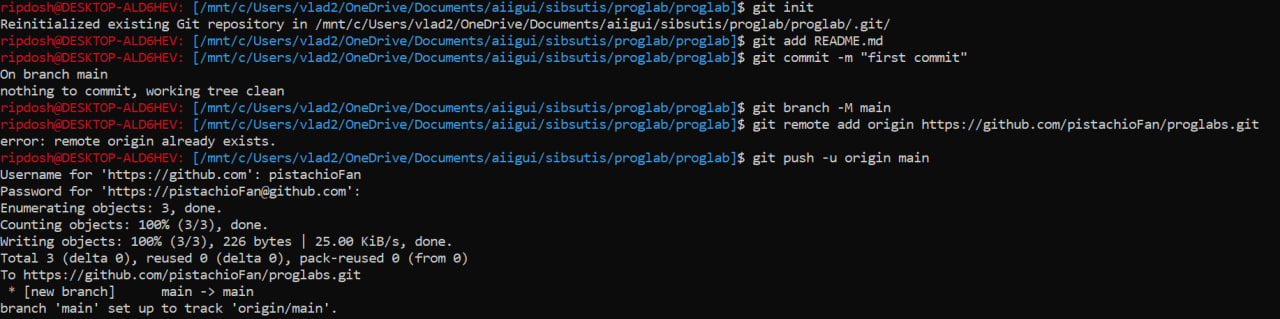 ripdosh@DESKTOP-ALD6HEV: [/mnt/c/Users/vlad2/OneDrive/Documents/aiigui/sibsutis/proglab/proglab]$ git init
Reinitialized existing Git repository in /mnt/c/Users/vlad2/OneDrive/Documents/aiigui/sibsutis/proglab/proglab/.git/
ripdosh@DESKTOP-ALD6HEV: [/mnt/c/Users/vlad2/OneDrive/Documents/aiigui/sibsutis/proglab/proglab]$ git add README.md
ripdosh@DESKTOP-ALD6HEV: [/mnt/c/Users/vlad2/OneDrive/Documents/aiigui/sibsutis/proglab/proglab]$ git commit -m "first commit"
On branch main
nothing to commit, working tree clean
ripdosh@DESKTOP-ALD6HEV: [/mnt/c/Users/vlad2/OneDrive/Documents/aiigui/sibsutis/proglab/proglab]$ git branch -M main
ripdosh@DESKTOP-ALD6HEV: [/mnt/c/Users/vlad2/OneDrive/Documents/aiigui/sibsutis/proglab/proglab]$ git remote add origin https://github.com/pistachioFan/proglabs.git
error: remote origin already exists.
ripdosh@DESKTOP-ALD6HEV: [/mnt/c/Users/vlad2/OneDrive/Documents/aiigui/sibsutis/proglab/proglab]$ git push -u origin main
Username for 'https://github.com': pistachioFan
Password for 'https://pistachioFan@github.com':
Enumerating objects: 3, done.
Counting objects: 100% (3/3), done.
Writing objects: 100% (3/3), 226 bytes | 25.00 KiB/s, done.
Total 3 (delta 0), reused 0 (delta 0), pack-reused 0 (from 0)
To https://github.com/pistachioFan/proglabs.git
 * [new branch]      main -> main
branch 'main' set up to track 'origin/main'.